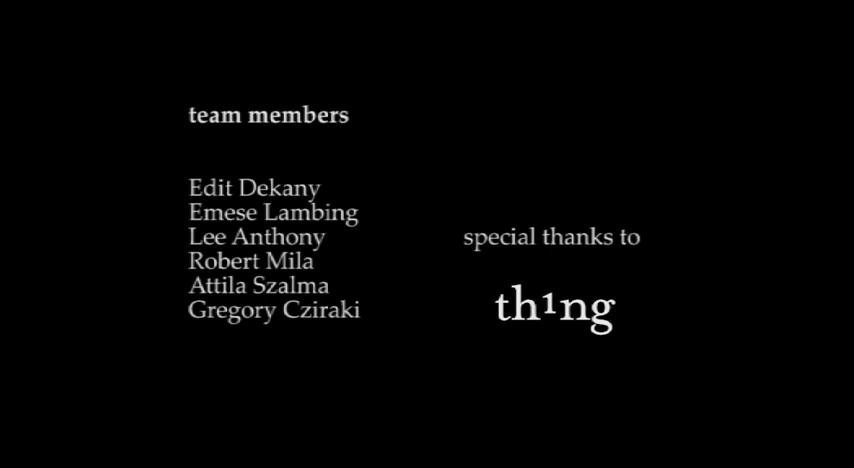 team members
Edit Dekany
Emese Lambing
Lee Anthony
Robert Mila
Attila Szalma
Gregory Cziraki
special thanks to
th1ng